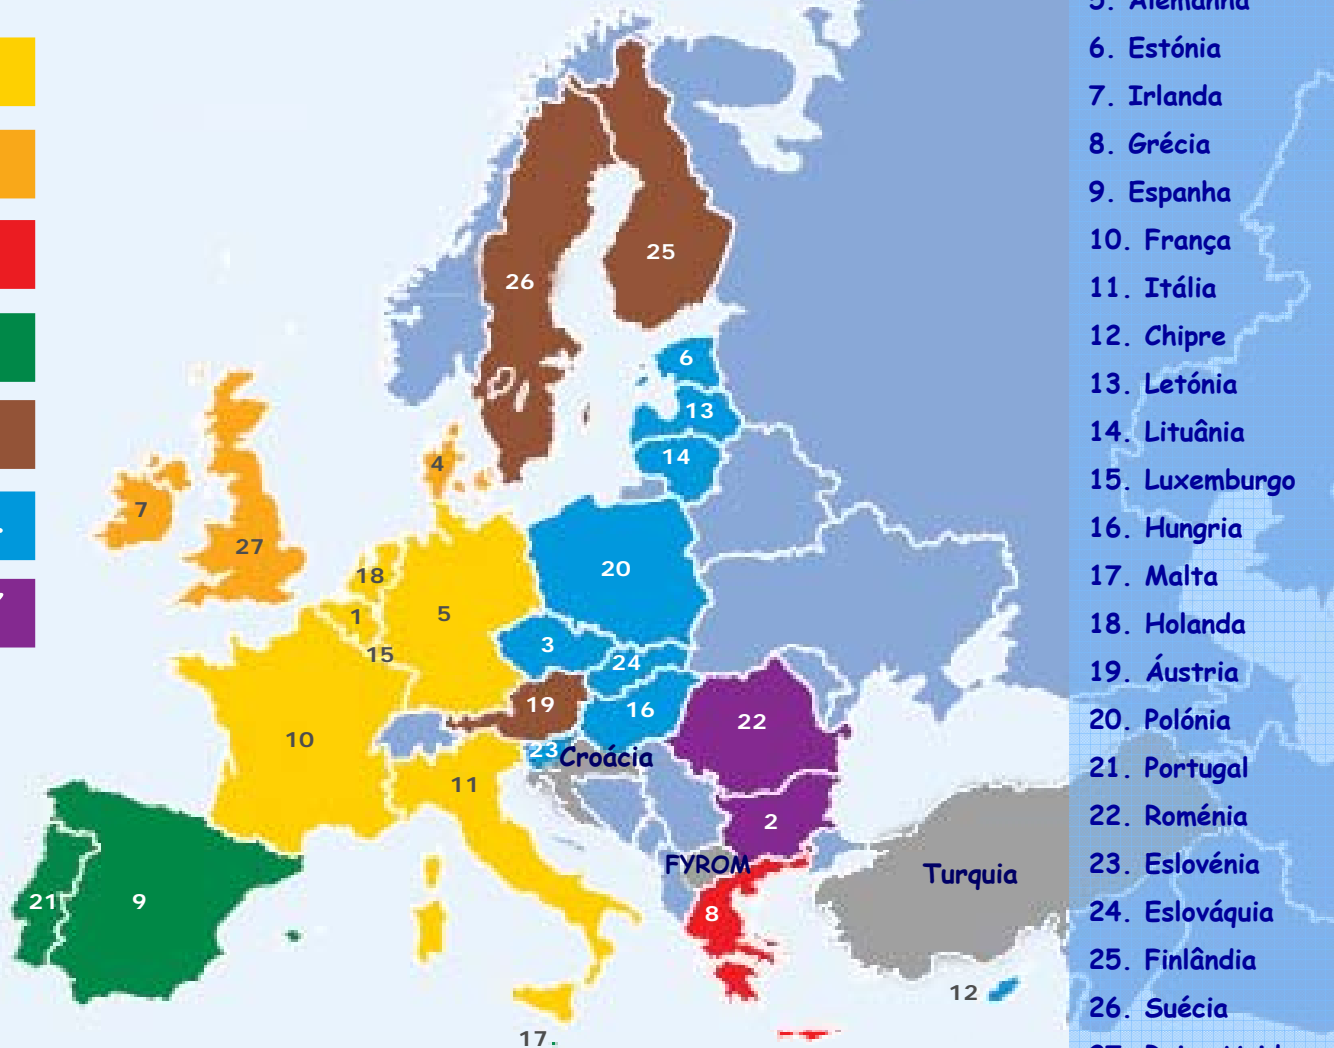 5. Alemanha
6. Estónia
7. Irlanda
8. Grécia
9. Espanha
10. França
11. Itália
12. Chipre
13. Letónia
14. Lituânia
15. Luxemburgo
16. Hungria
17. Malta
18. Holanda
19. Áustria
20. Polónia
21. Portugal
22. Roménia
23. Eslovénia
24. Eslováquia
25. Finlândia
26. Suécia
25
26
6
13
14
4
7
27
18
20
1
5
15
3
24
19
16
22
10
23
Croácia
11
2
FYROM
Turquia
21
9
8
12
17